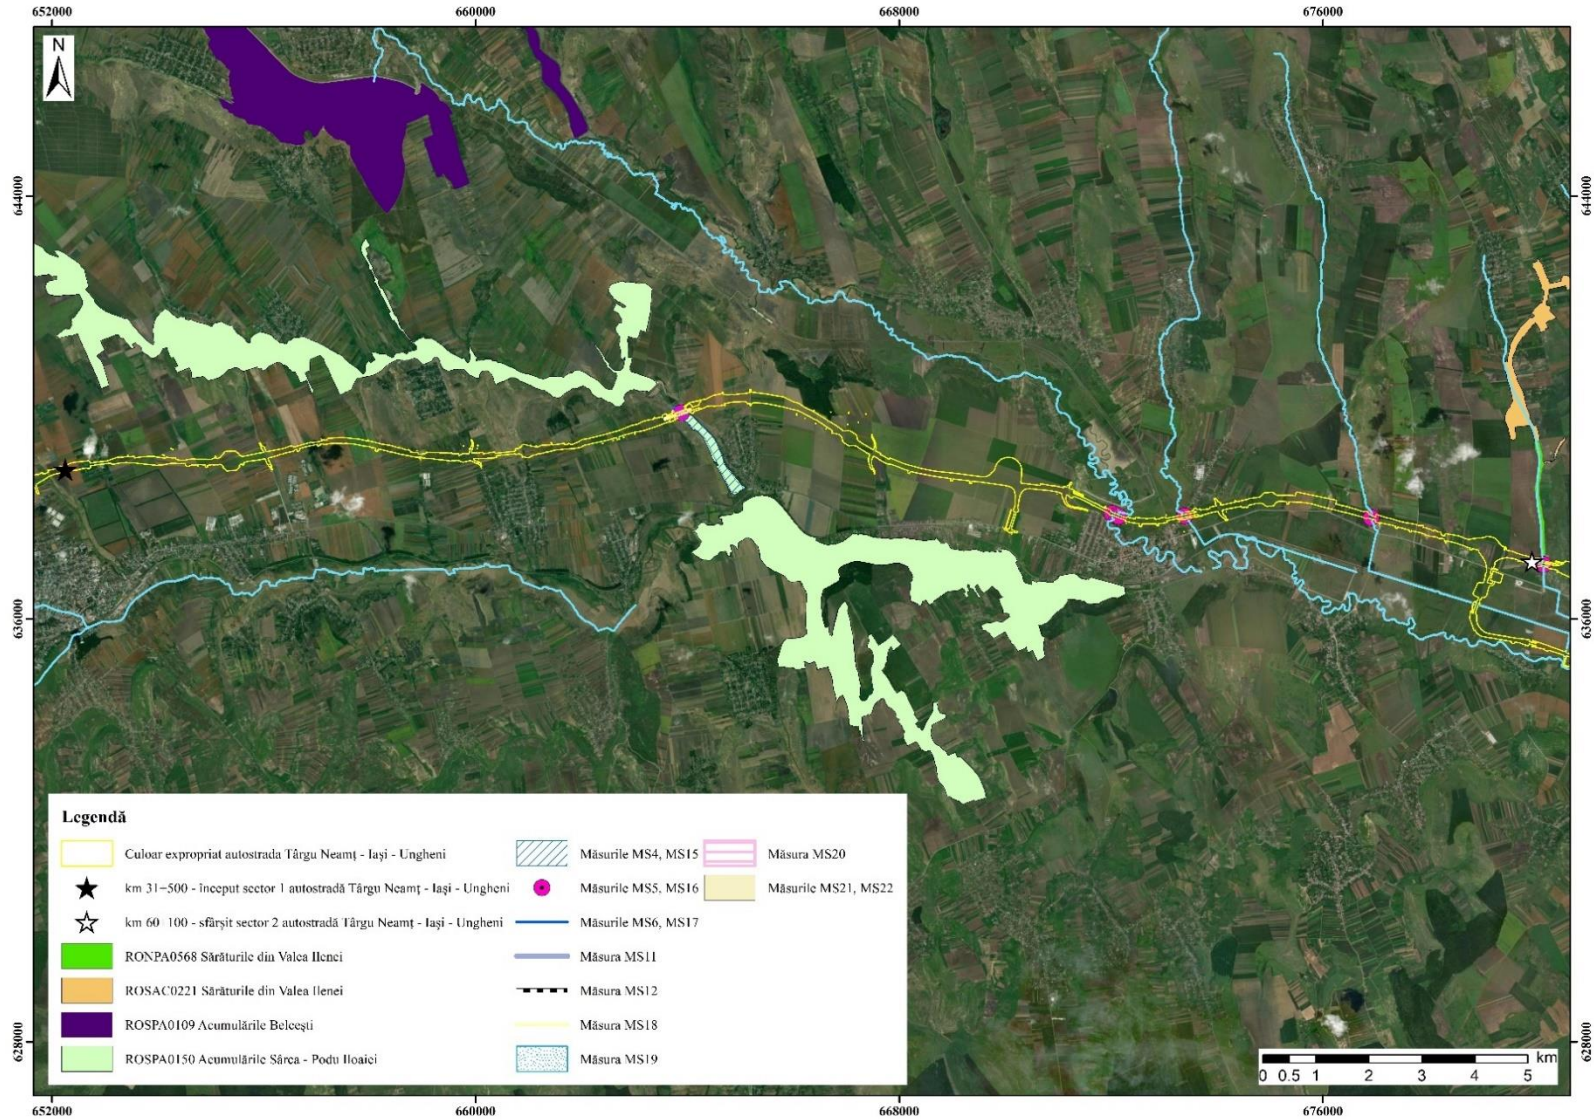 652000 660000 668000 676000
N
644000 644000
636000 636000
628000 628000
Legendă
Culoar expropriat autostrada Târgu Neamț - Iași - Ungheni
km 31+500 - început sector 1 autostradă Târgu Neamț - Iași - Ungheni
km 60+100 - sfârșit sector 2 autostradă Târgu Neamț - Iași - Ungheni
RONPA0568 Sărăturile din Valea Ilenei
ROSAC0221 Sărăturile din Valea Ilenei
ROSPA0109 Acumulările Belcești
ROSPA0150 Acumulările Sârca - Podu Iloaiei
Măsurile MS4, MS15
Măsurile MS5, MS16
Măsurile MS6, MS17
Măsura MS11
Măsura MS12
Măsura MS18
Măsura MS19
Măsura MS20
Măsurile MS21, MS22
km
0 0.5 1 2 3 4 5
652000 660000 668000 676000